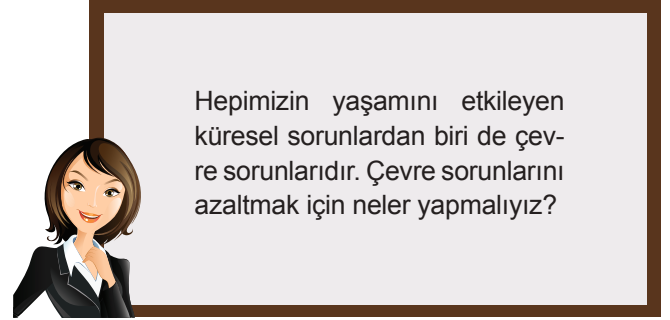 Hepimizin yaşamını etkileyen
küresel sorunlardan biri de çev-
re sorunlarıdır. Çevre sorunlarını
azaltmak için neler yapmalıyız?